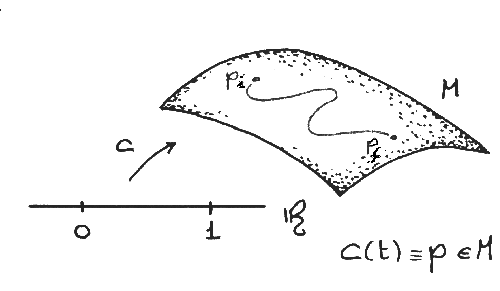 M
p_i
c
p_f
0 1 ℝ
c(t) ≡ p ∈ M